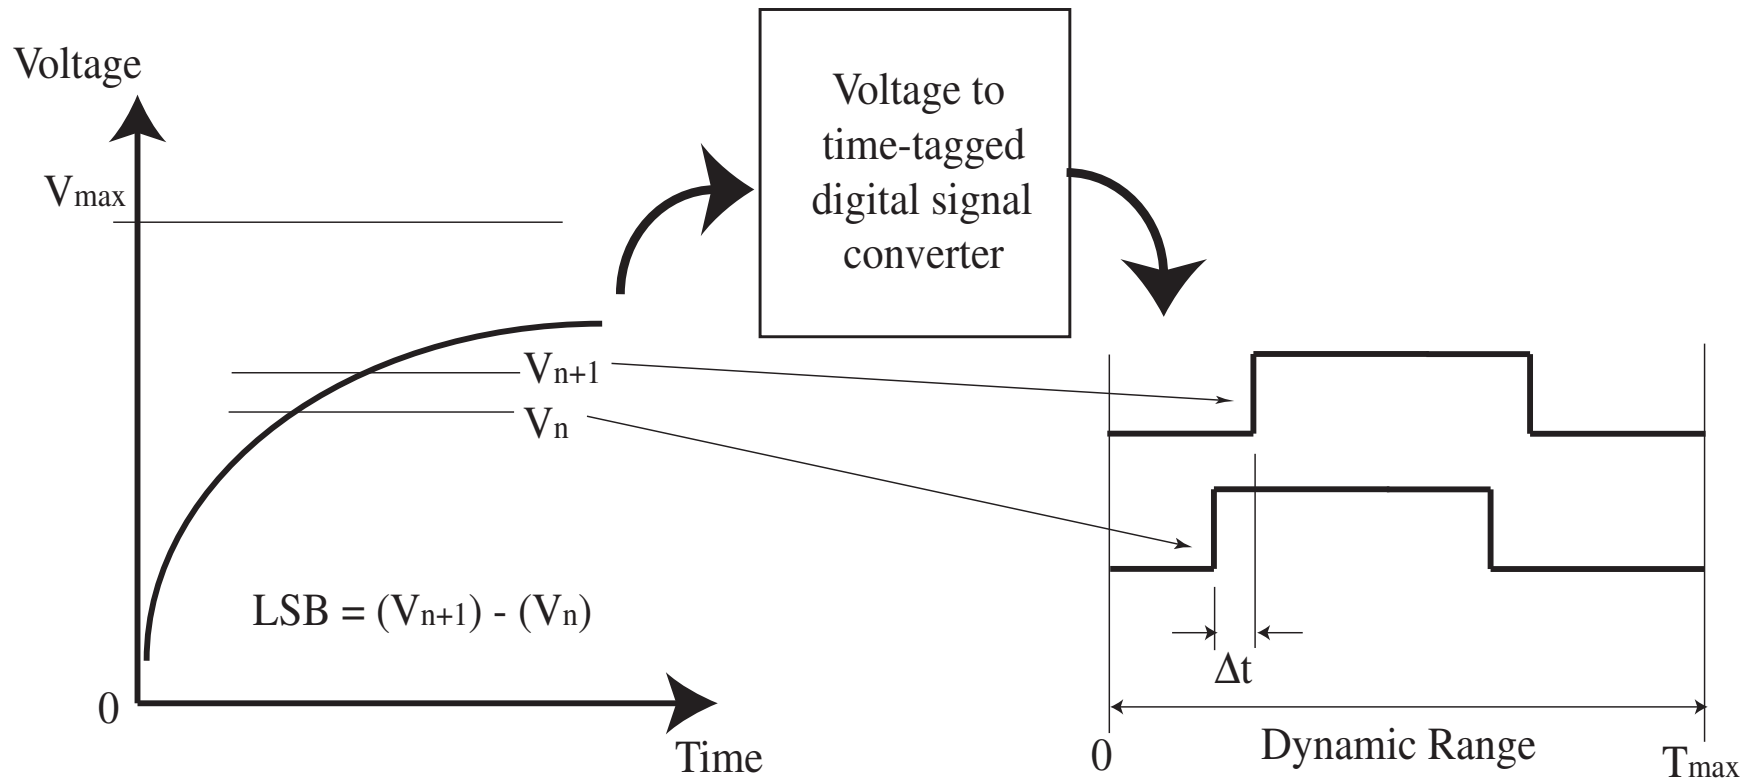 Voltage
Vmax
Voltage to
time-tagged
digital signal
converter
Vn+1
Vn
LSB = (Vn+1) - (Vn)
0
Time
Δt
0
Dynamic Range
Tmax